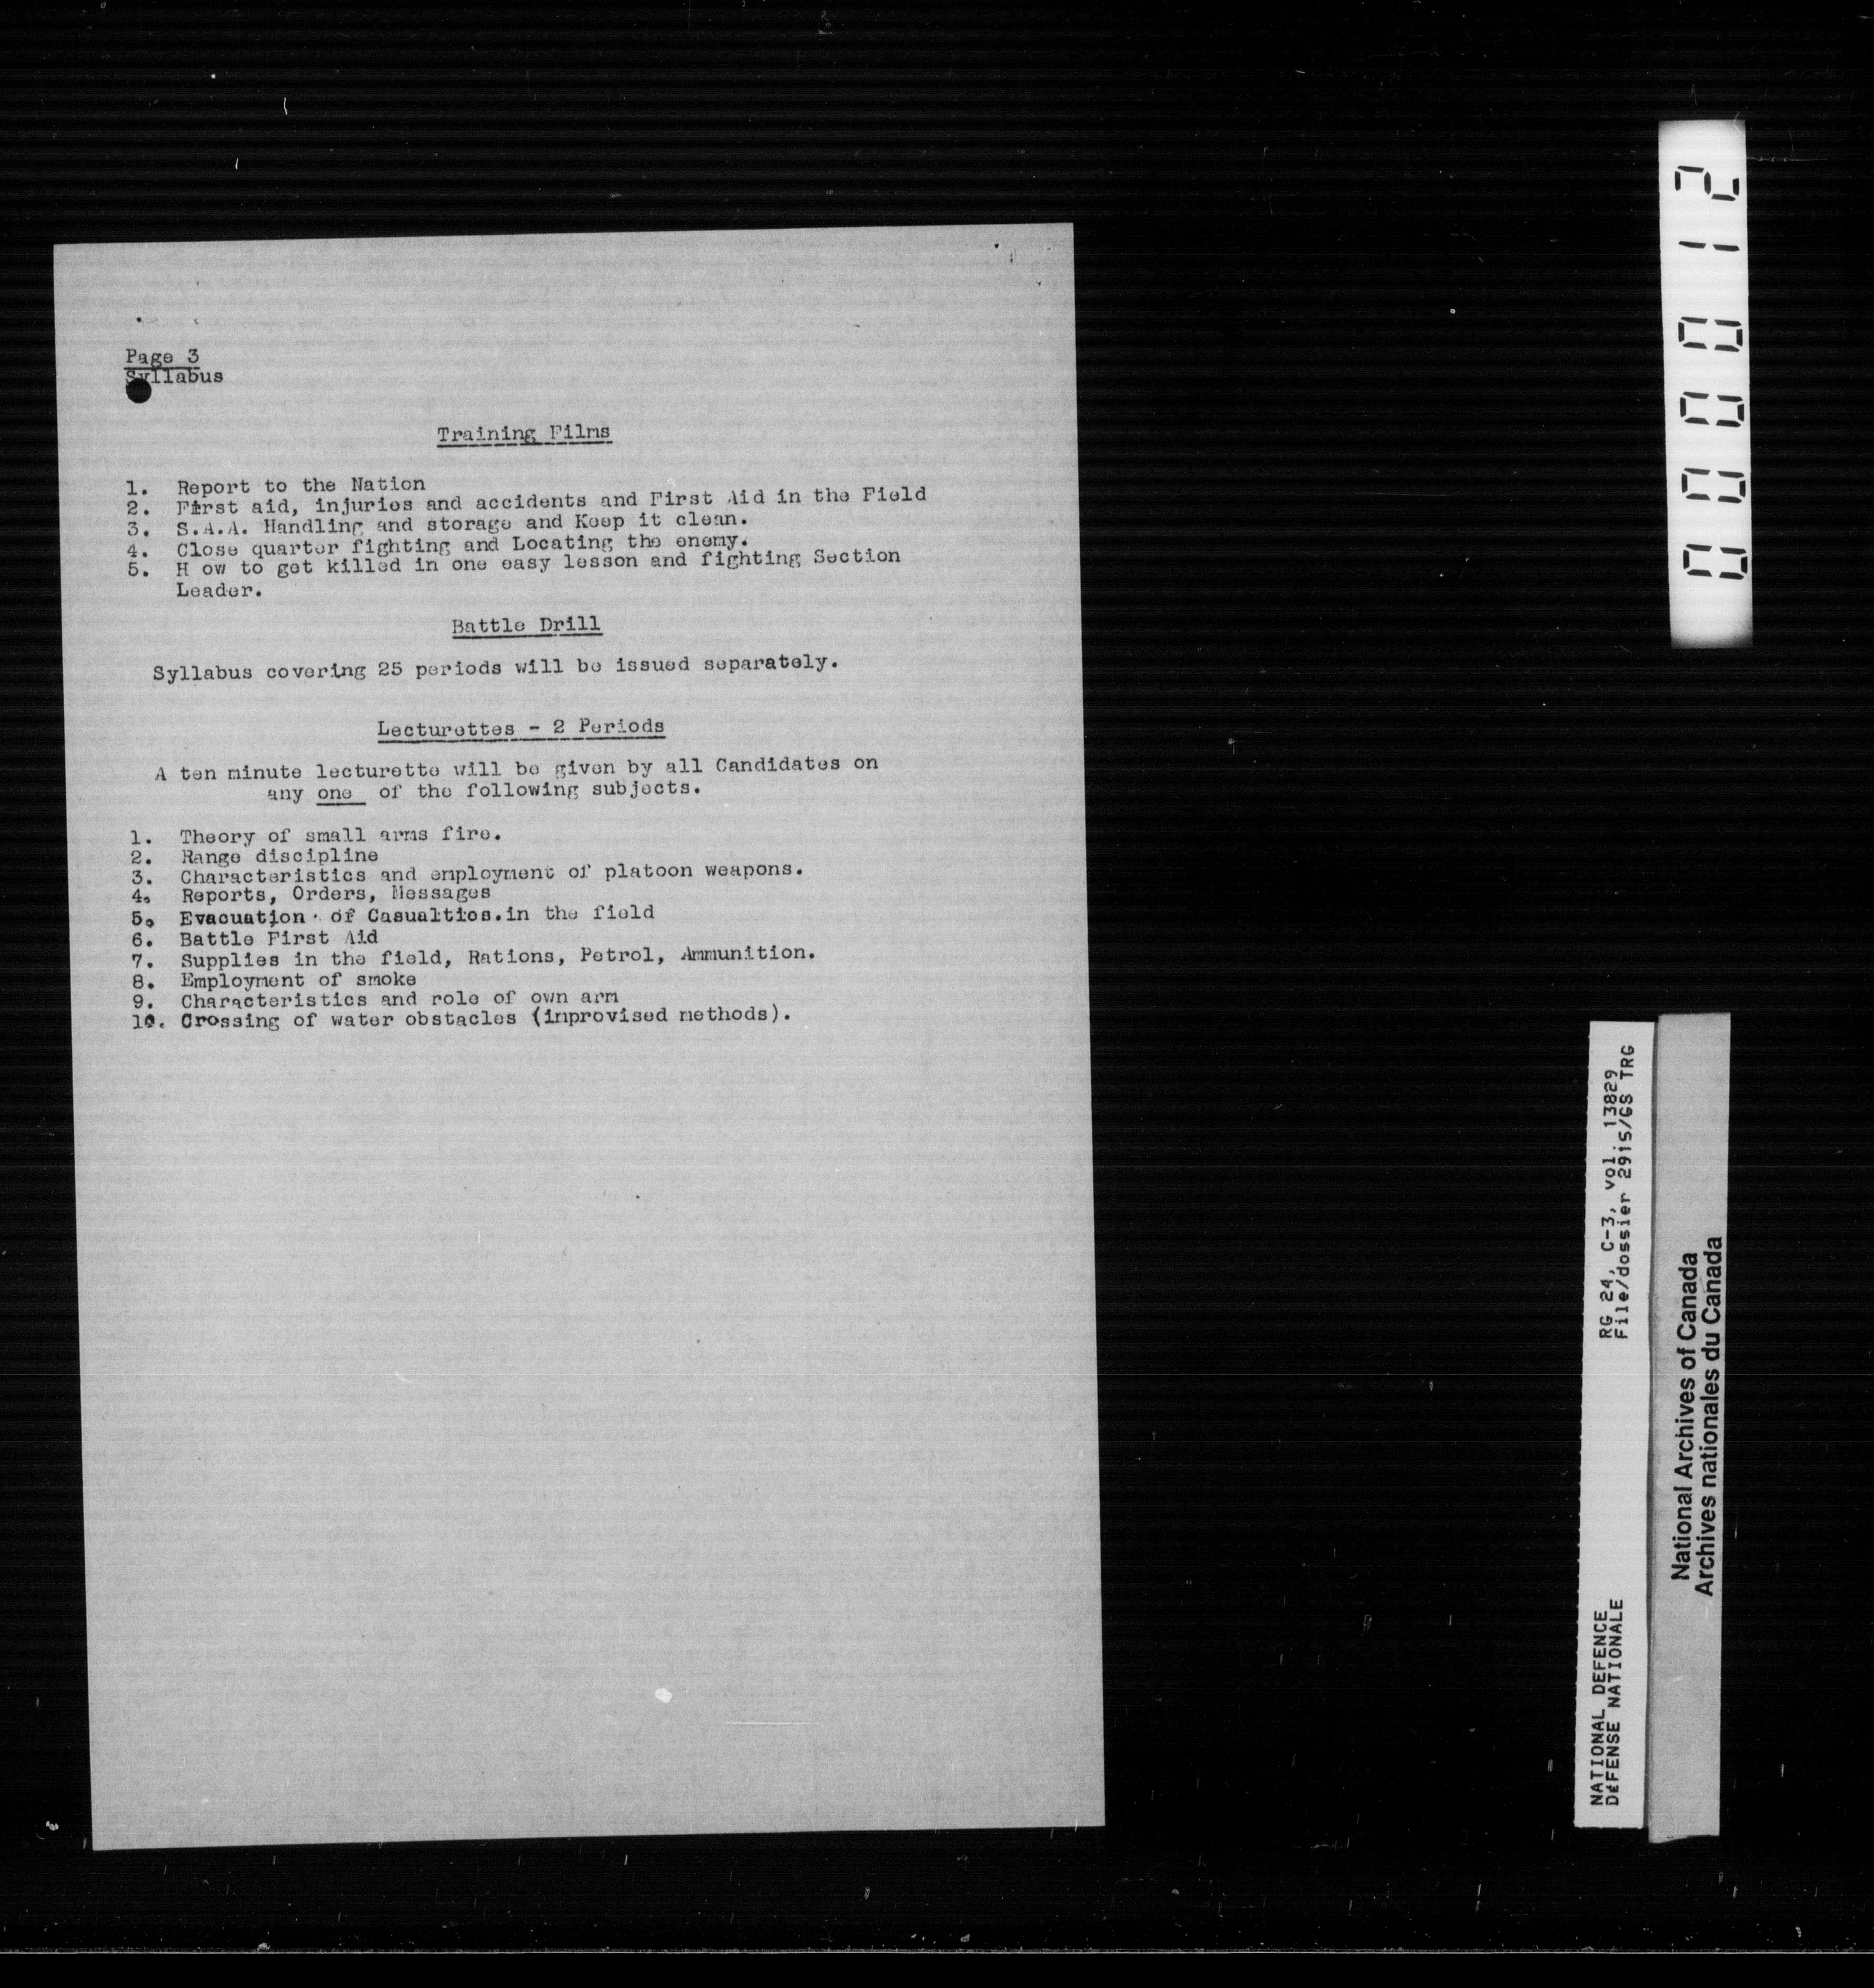 Page 3
Syllabus
Training Films
1. Report to the Nation
2. First aid, injuries and accidents and First Aid in the Field
3. S.A.A. Handling and storage and Keep it clean.
4. Close quarter fighting and Locating the enemy.
5. H ow to get killed in one easy lesson and fighting Section
Leader.
Battle Drill
Syllabus covering 25 periods will be issued separately.
Lecturettes - 2 Periods
A ten minute lecturette will be given by all Candidates on
any one of the following subjects.
1. Theory of small arms fire.
2. Range discipline
3. Characteristics and employment of platoon weapons.
4. Reports, Orders, Messages
5. Evacuation of Casualties.in the field
6. Battle First Aid
7. Supplies in the field, Rations, Petrol, Ammunition.
8. Employment of smoke
9. Characteristics and role of own arm
10. Crossing of water obstacles (improvised methods).
000012
NATIONAL DEFENCE
DÉFENSE NATIONALE
RG 24, C-3, vol. 13829
File/dossier 2915/GS TRG
National Archives of Canada
Archives nationales du Canada